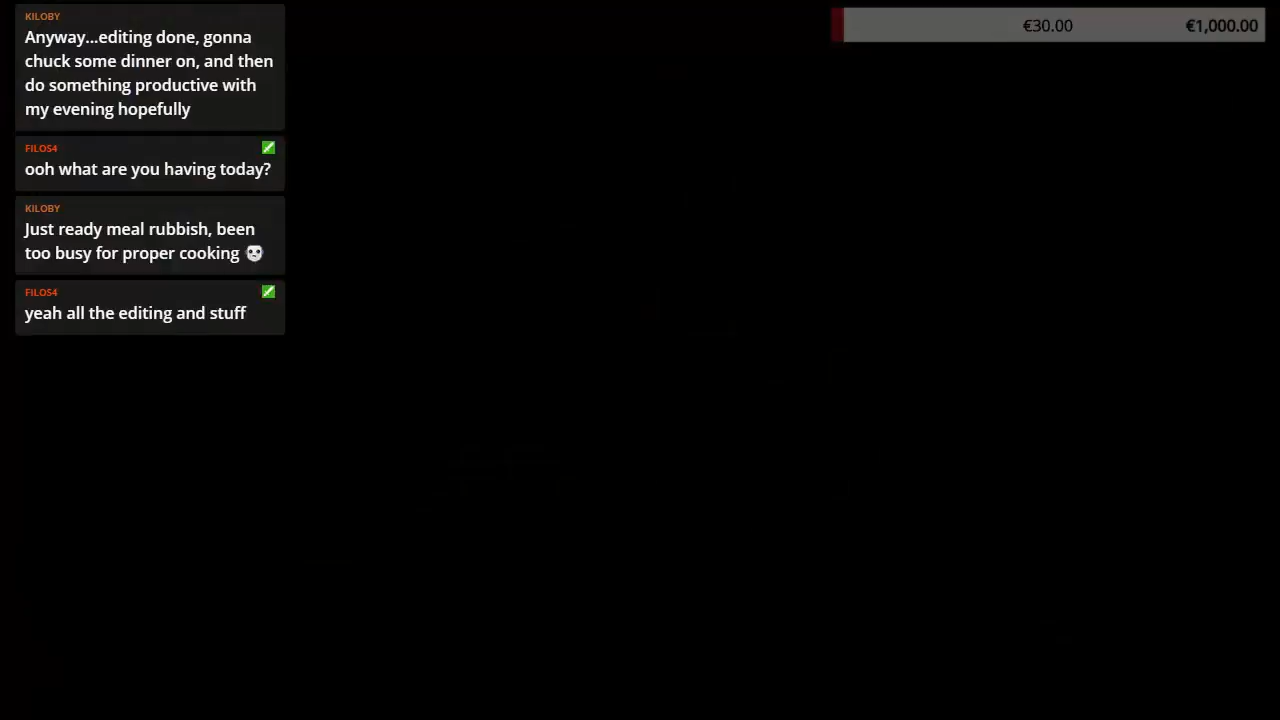 KILOBY
Anyway...editing done, gonna
chuck some dinner on, and then
do something productive with
my evening hopefully
FILOS4
ooh what are you having today?
KILOBY
Just ready meal rubbish, been
too busy for proper cooking 💀
FILOS4
yeah all the editing and stuff
€30.00
€1,000.00